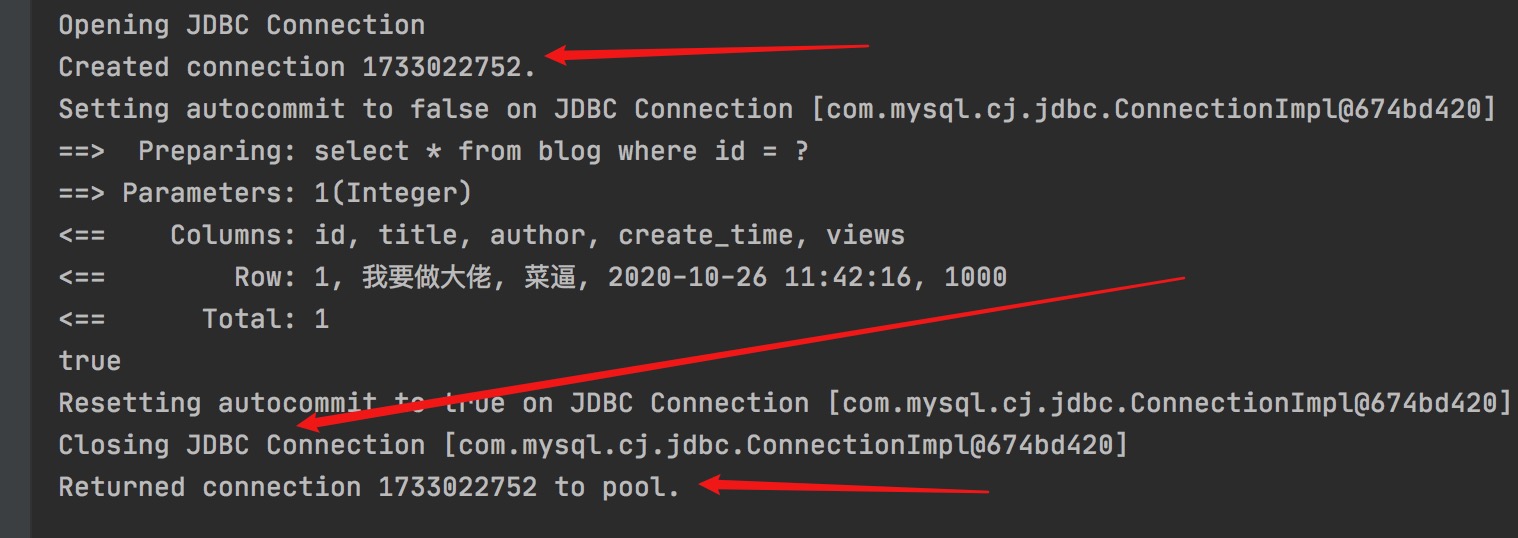 Opening JDBC Connection
Created connection 1733022752.
Setting autocommit to false on JDBC Connection [com.mysql.cj.jdbc.ConnectionImpl@674bd420]
==>  Preparing: select * from blog where id = ?
==> Parameters: 1(Integer)
<==    Columns: id, title, author, create_time, views
<==        Row: 1, 我要做大佬, 菜逼, 2020-10-26 11:42:16, 1000
<==      Total: 1
true
Resetting autocommit to true on JDBC Connection [com.mysql.cj.jdbc.ConnectionImpl@674bd420]
Closing JDBC Connection [com.mysql.cj.jdbc.ConnectionImpl@674bd420]
Returned connection 1733022752 to pool.